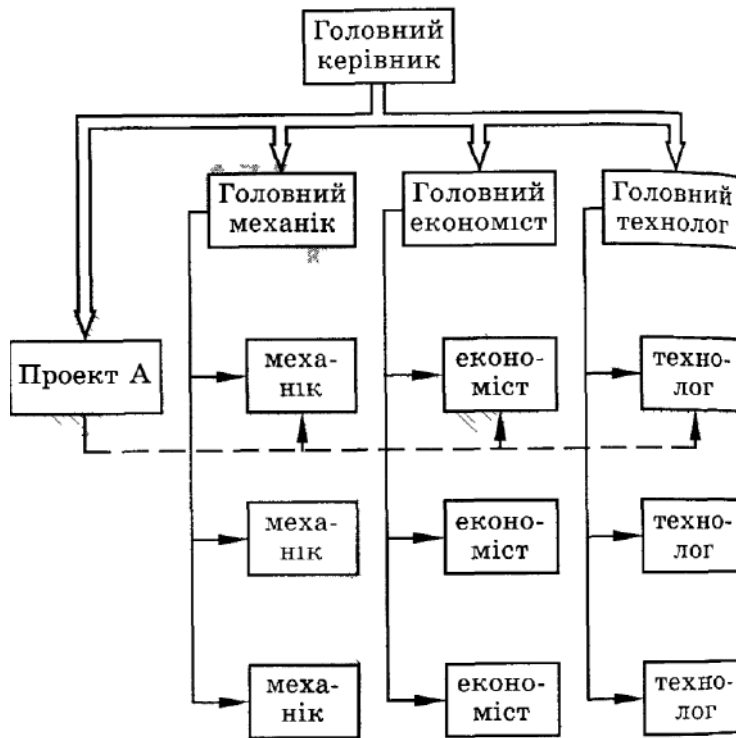 Головний
керівник
Головний
механік
Головний
економіст
Головний
технолог
Проект А
меха-
нік
еконо-
міст
техно-
лог
меха-
нік
еконо-
міст
техно-
лог
меха-
нік
еконо-
міст
техно-
лог